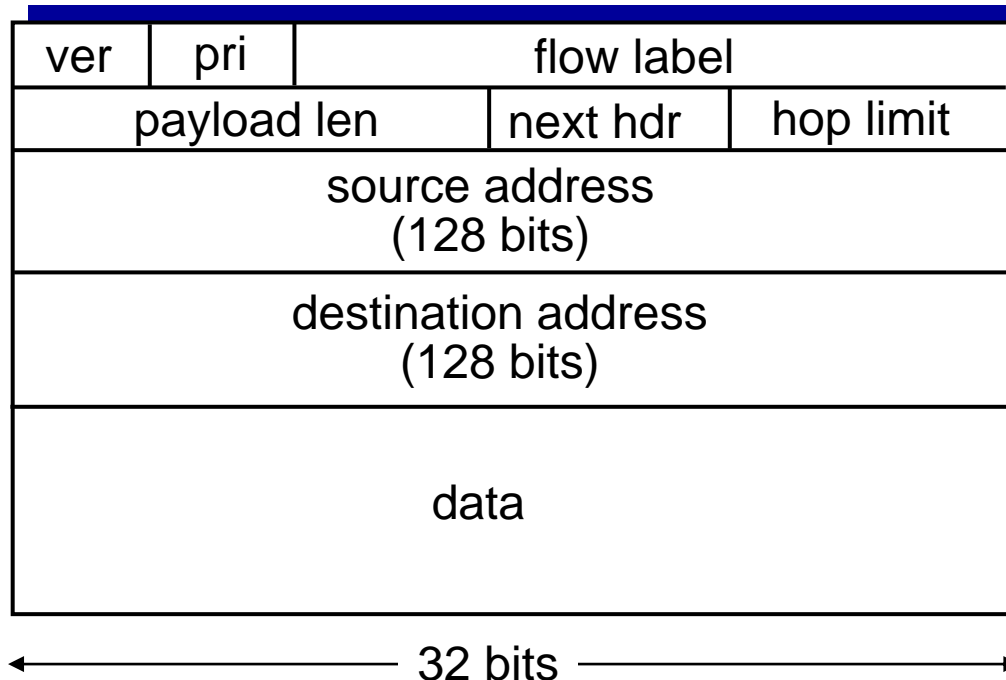 ver pri flow label
payload len next hdr hop limit
source address
(128 bits)
destination address
(128 bits)
data
32 bits